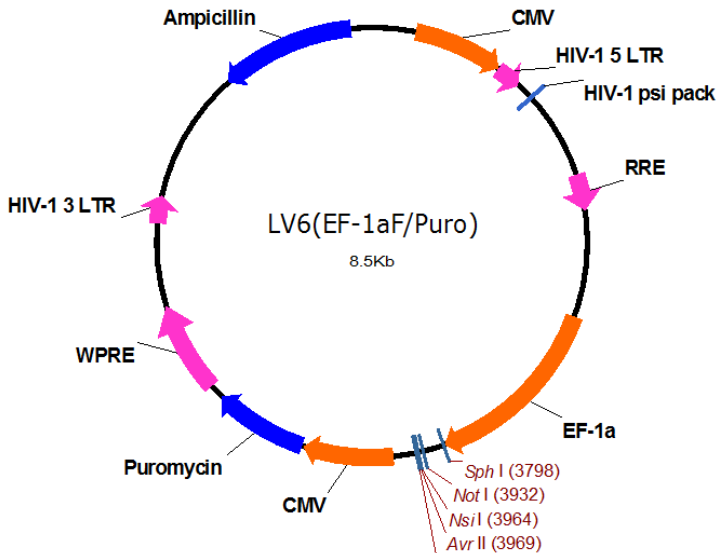 Ampicillin
CMV
HIV-1 5 LTR
HIV-1 psi pack
RRE
HIV-1 3 LTR
LV6(EF-1aF/Puro)
8.5Kb
WPRE
EF-1a
Puromycin
CMV
Sph I (3798)
Not I (3932)
Nsi I (3964)
Avr II (3969)